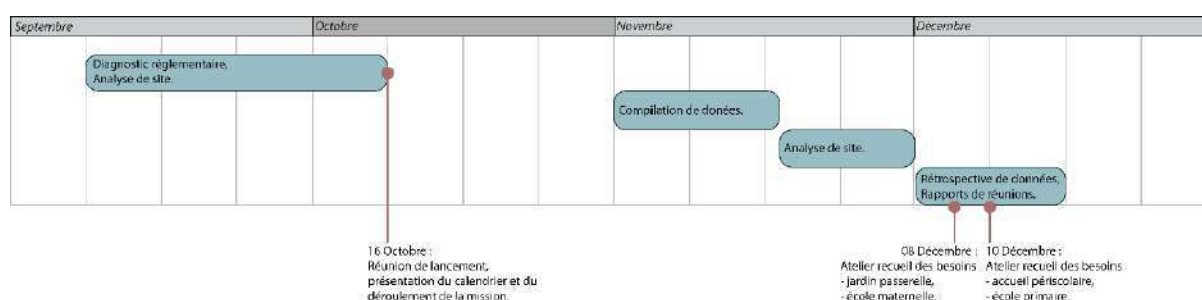 Septembre
Octobre
Novembre
Décembre
Diagnostic réglementaire,
Analyse de site.
Compilation de donées.
Analyse de site.
Rétrospective de données,
Rapports de réunions.
16 Octobre :
Réunion de lancement,
présentation du calendrier et du
déroulement de la mission.
08 Décembre :
Atelier recueil des besoins
- jardin passerelle,
- école maternelle.
10 Décembre :
Atelier recueil des besoins
- accueil périscolaire,
- école primaire.